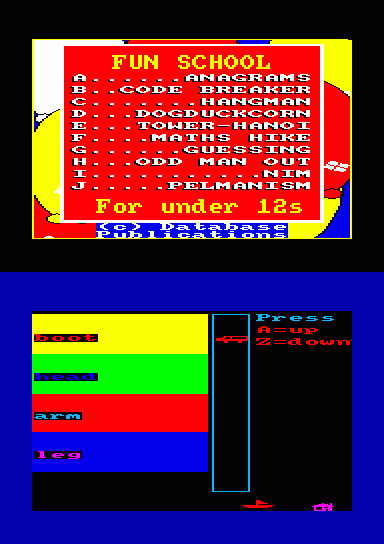 FUN SCHOOL
A......ANAGRAMS
B..CODE BREAKER
C.......HANGMAN
D...DOGDUCKCORN
E...TOWER-HANOI
F....MATHS HIKE
G......GUESSING
H...ODD MAN OUT
I...........NIM
J.....PELMANISM
For under 12s
(c) Database
Publications
Press
A=up
Z=down
boot
head
arm
leg